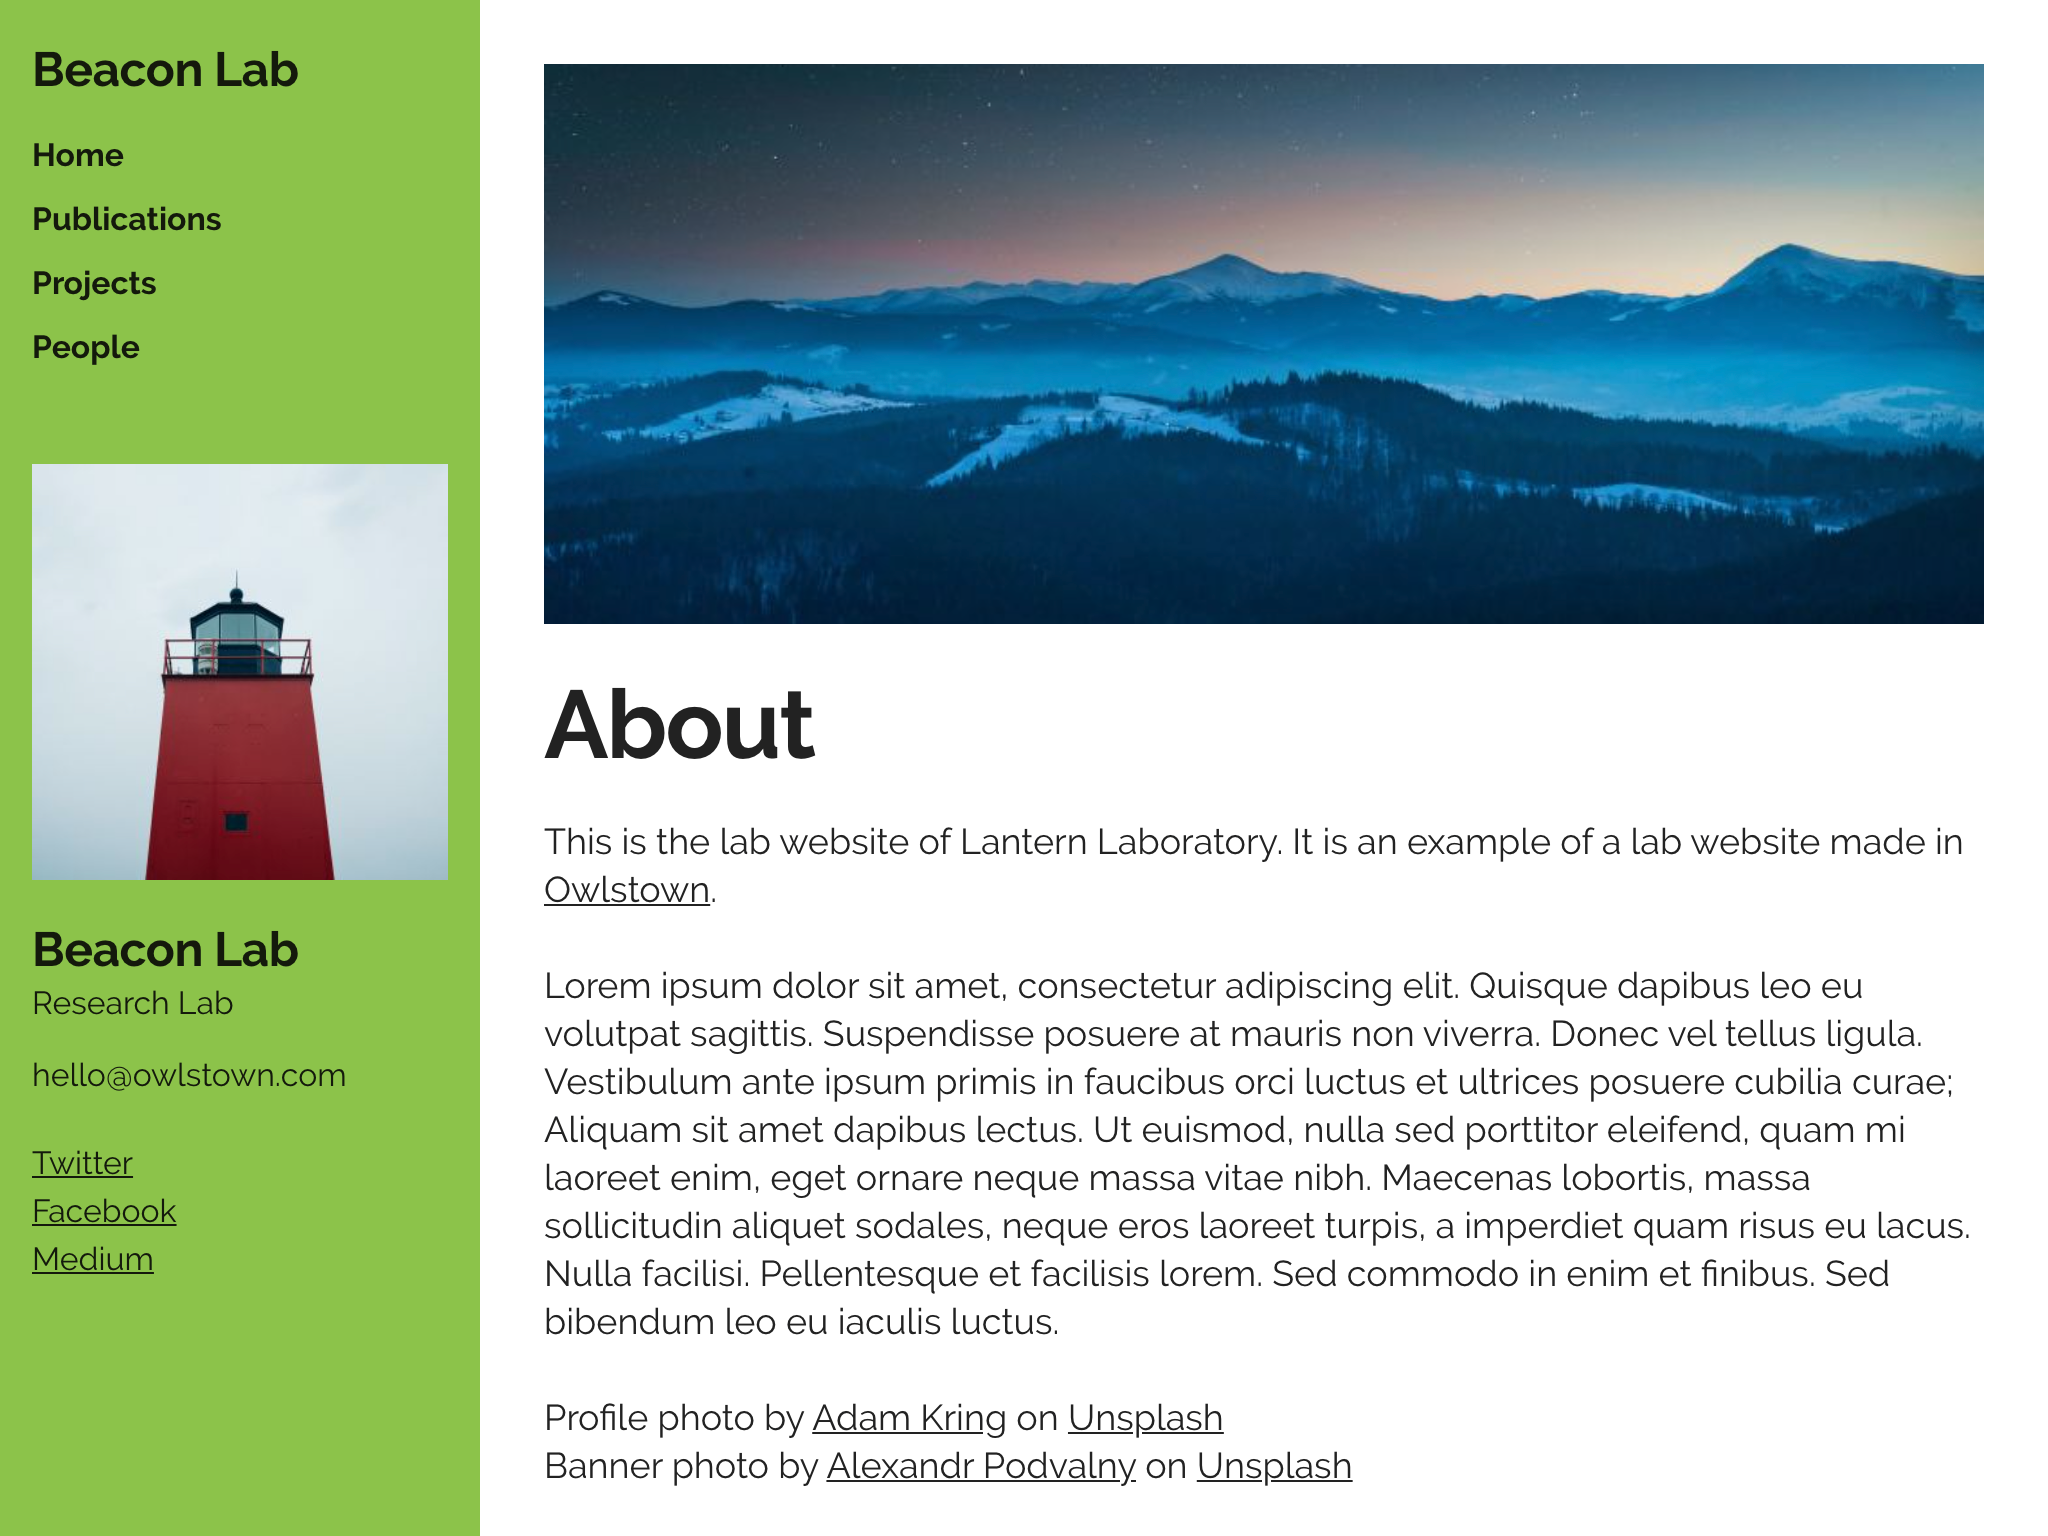 Beacon Lab
Home
Publications
Projects
People
Beacon Lab
Research Lab
hello@owlstown.com
Twitter
Facebook
Medium
About
This is the lab website of Lantern Laboratory. It is an example of a lab website made in
Owlstown.
Lorem ipsum dolor sit amet, consectetur adipiscing elit. Quisque dapibus leo eu
volutpat sagittis. Suspendisse posuere at mauris non viverra. Donec vel tellus ligula.
Vestibulum ante ipsum primis in faucibus orci luctus et ultrices posuere cubilia curae;
Aliquam sit amet dapibus lectus. Ut euismod, nulla sed porttitor eleifend, quam mi
laoreet enim, eget ornare neque massa vitae nibh. Maecenas lobortis, massa
sollicitudin aliquet sodales, neque eros laoreet turpis, a imperdiet quam risus eu lacus.
Nulla facilisi. Pellentesque et facilisis lorem. Sed commodo in enim et finibus. Sed
bibendum leo eu iaculis luctus.
Profile photo by Adam Kring on Unsplash
Banner photo by Alexandr Podvalny on Unsplash